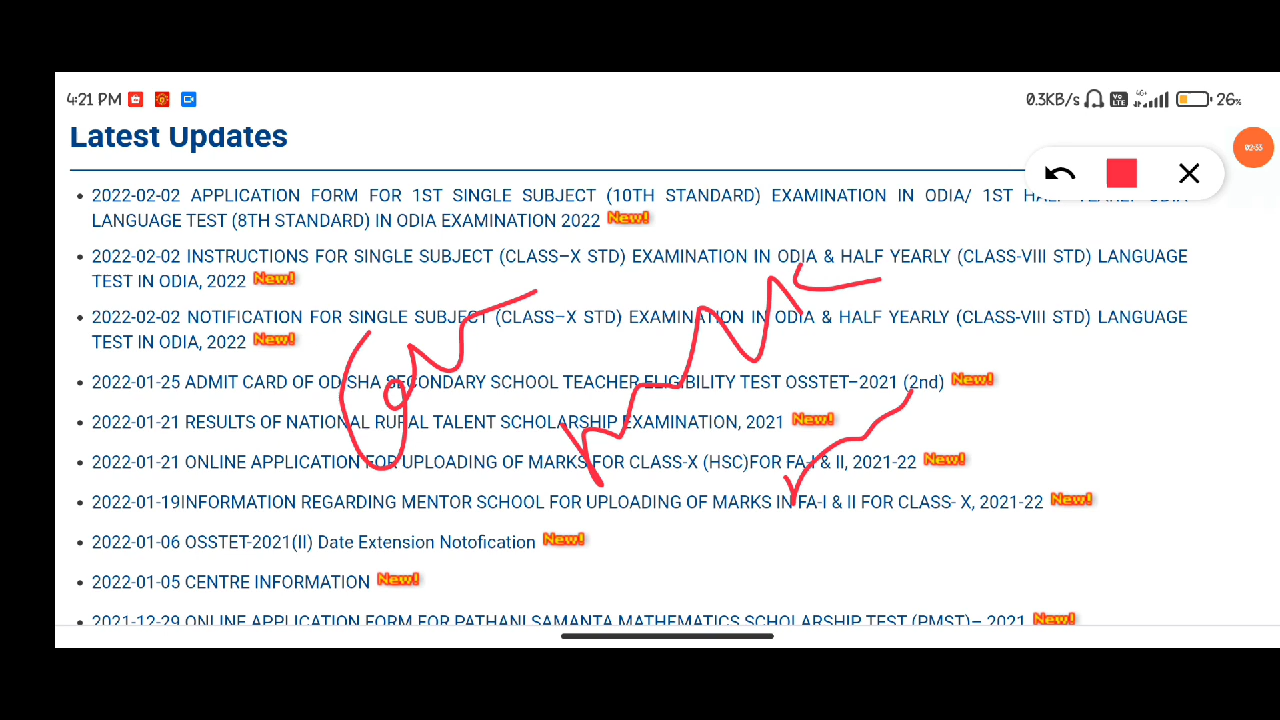 4:21 PM
0.3KB/s Vo LTE 4G+ 26%
Latest Updates
02:55
2022-02-02 APPLICATION FORM FOR 1ST SINGLE SUBJECT (10TH STANDARD) EXAMINATION IN ODIA/ 1ST
LANGUAGE TEST (8TH STANDARD) IN ODIA EXAMINATION 2022 New!
2022-02-02 INSTRUCTIONS FOR SINGLE SUBJECT (CLASS–X STD) EXAMINATION IN ODIA & HALF YEARLY (CLASS-VIII STD) LANGUAGE
TEST IN ODIA, 2022 New!
2022-02-02 NOTIFICATION FOR SINGLE SUBJECT (CLASS–X STD) EXAMINATION IN ODIA & HALF YEARLY (CLASS-VIII STD) LANGUAGE
TEST IN ODIA, 2022 New!
2022-01-25 ADMIT CARD OF ODISHA SECONDARY SCHOOL TEACHER ELIGIBILITY TEST OSSTET–2021 (2nd) New!
2022-01-21 RESULTS OF NATIONAL RURAL TALENT SCHOLARSHIP EXAMINATION, 2021 New!
2022-01-21 ONLINE APPLICATION FOR UPLOADING OF MARKS FOR CLASS-X (HSC)FOR FA-I & II, 2021-22 New!
2022-01-19INFORMATION REGARDING MENTOR SCHOOL FOR UPLOADING OF MARKS IN FA-I & II FOR CLASS- X, 2021-22 New!
2022-01-06 OSSTET-2021(II) Date Extension Notofication New!
2022-01-05 CENTRE INFORMATION New!
2021-12-29 ONLINE APPLICATION FORM FOR PATHANI SAMANTA MATHEMATICS SCHOLARSHIP TEST (PMST)– 2021 New!